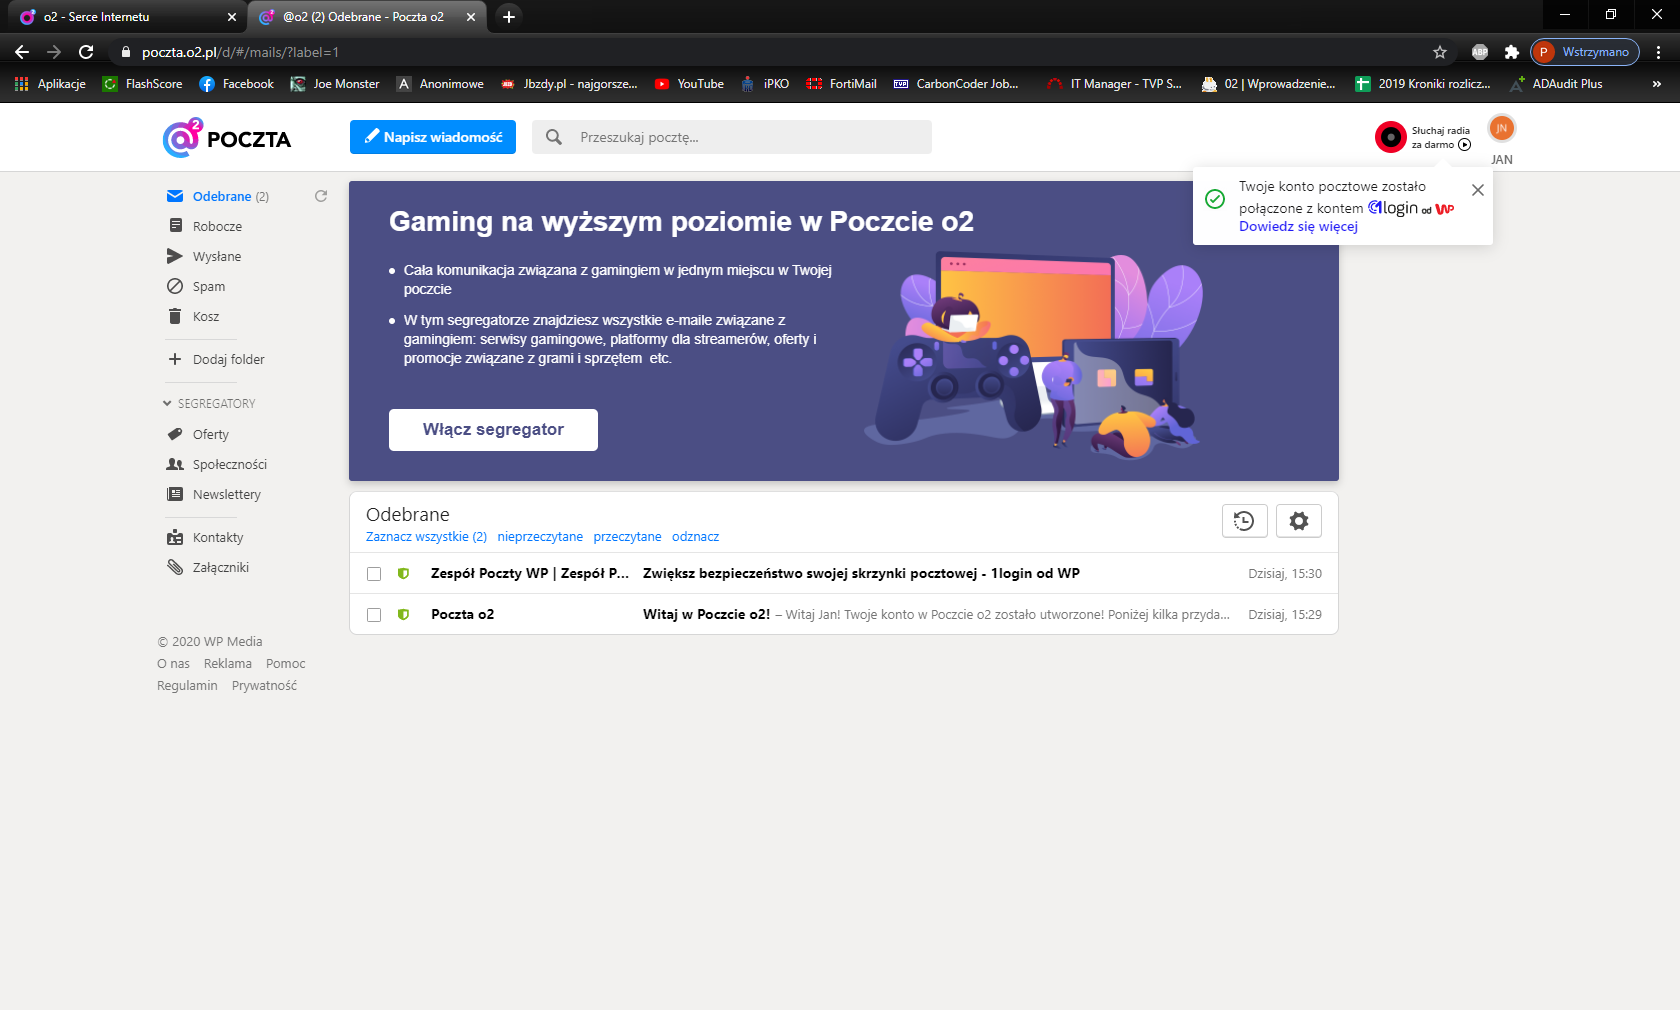 o2 - Serce Internetu
@o2 (2) Odebrane - Poczta o2
poczta.o2.pl/d/#/mails/?label=1
ABP
P Wstrzymano
Aplikacje FlashScore Facebook Joe Monster A Anonimowe Jbzdy.pl - najgorsze... YouTube iPKO FortiMail CarbonCoder Job... IT Manager - TVP S... 02 | Wprowadzenie... 2019 Kroniki rozlicz... ADAudit Plus »
@2 POCZTA
Napisz wiadomość
Przeszukaj pocztę...
Słuchaj radia
za darmo
JN
JAN
Twoje konto pocztowe zostało
połączone z kontem 1login od WP
Dowiedz się więcej
Odebrane (2)
Robocze
Wysłane
Spam
Kosz
Dodaj folder
SEGREGATORY
Oferty
Społeczności
Newslettery
Kontakty
Załączniki
© 2020 WP Media
O nas Reklama Pomoc
Regulamin Prywatność
Gaming na wyższym poziomie w Poczcie o2
Cała komunikacja związana z gamingiem w jednym miejscu w Twojej
poczcie
W tym segregatorze znajdziesz wszystkie e-maile związane z
gamingiem: serwisy gamingowe, platformy dla streamerów, oferty i
promocje związane z grami i sprzętem etc.
Włącz segregator
Odebrane
Zaznacz wszystkie (2) nieprzeczytane przeczytane odznacz
Zespół Poczty WP | Zespół P... Zwiększ bezpieczeństwo swojej skrzynki pocztowej - 1login od WP Dzisiaj, 15:30
Poczta o2 Witaj w Poczcie o2! – Witaj Jan! Twoje konto w Poczcie o2 zostało utworzone! Poniżej kilka przyda... Dzisiaj, 15:29